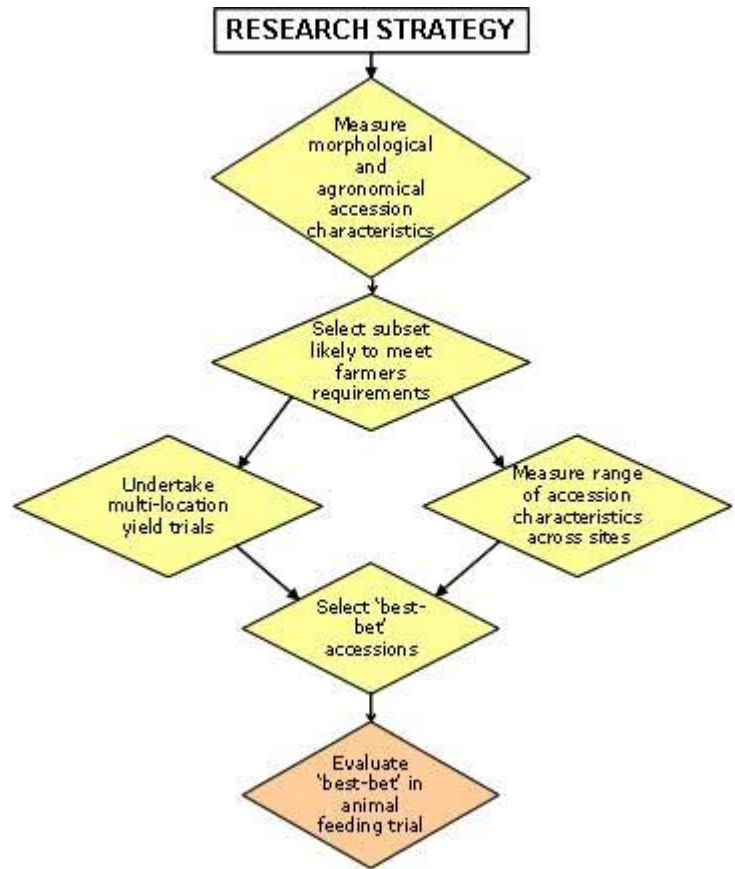 RESEARCH STRATEGY
Measure
morphological
and
agronomical
accession
characteristics
Select subset
likely to meet
farmers
requirements
Undertake
multi-location
yield trials
Measure range
of accession
characteristics
across sites
Select ‘best-
bet’
accessions
Evaluate
‘best-bet’ in
animal
feeding trial